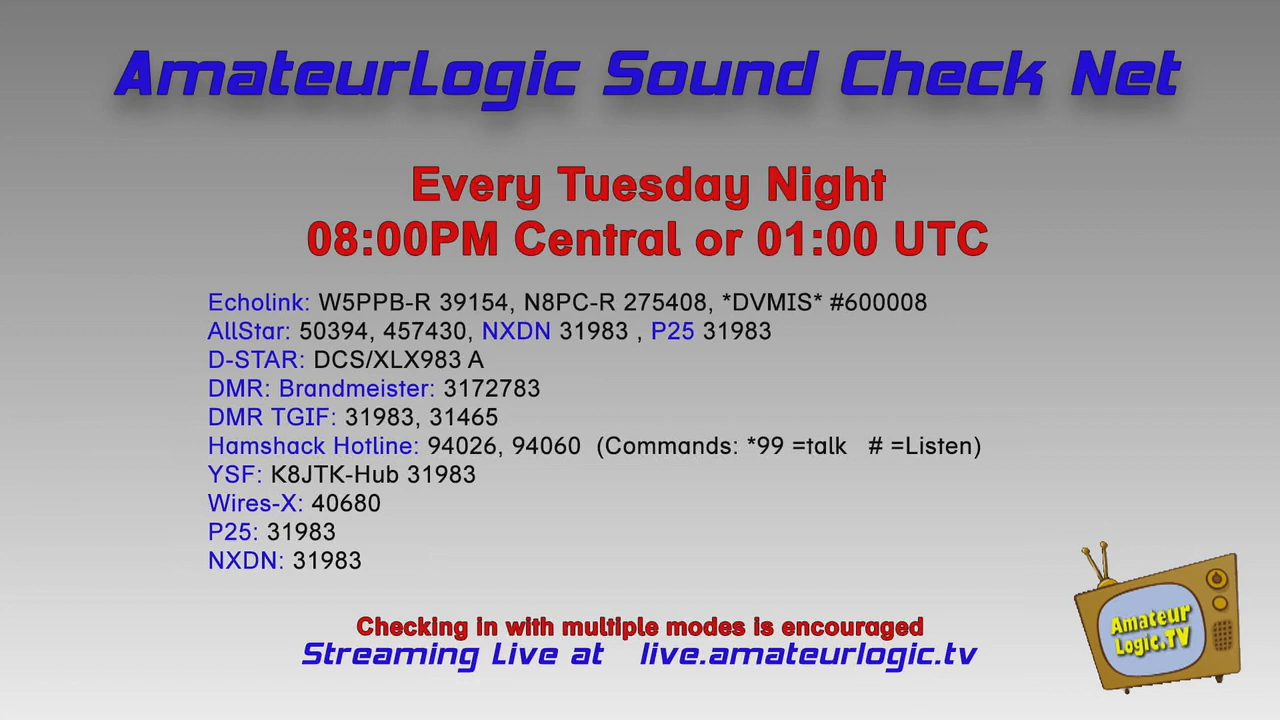 AmateurLogic Sound Check Net
Every Tuesday Night
08:00PM Central or 01:00 UTC
Echolink: W5PPB-R 39154, N8PC-R 275408, *DVMIS* #600008
AllStar: 50394, 457430, NXDN 31983 , P25 31983
D-STAR: DCS/XLX983 A
DMR: Brandmeister: 3172783
DMR TGIF: 31983, 31465
Hamshack Hotline: 94026, 94060 (Commands: *99 =talk # =Listen)
YSF: K8JTK-Hub 31983
Wires-X: 40680
P25: 31983
NXDN: 31983
Checking in with multiple modes is encouraged
Streaming Live at live.amateurlogic.tv
Amateur
Logic.TV